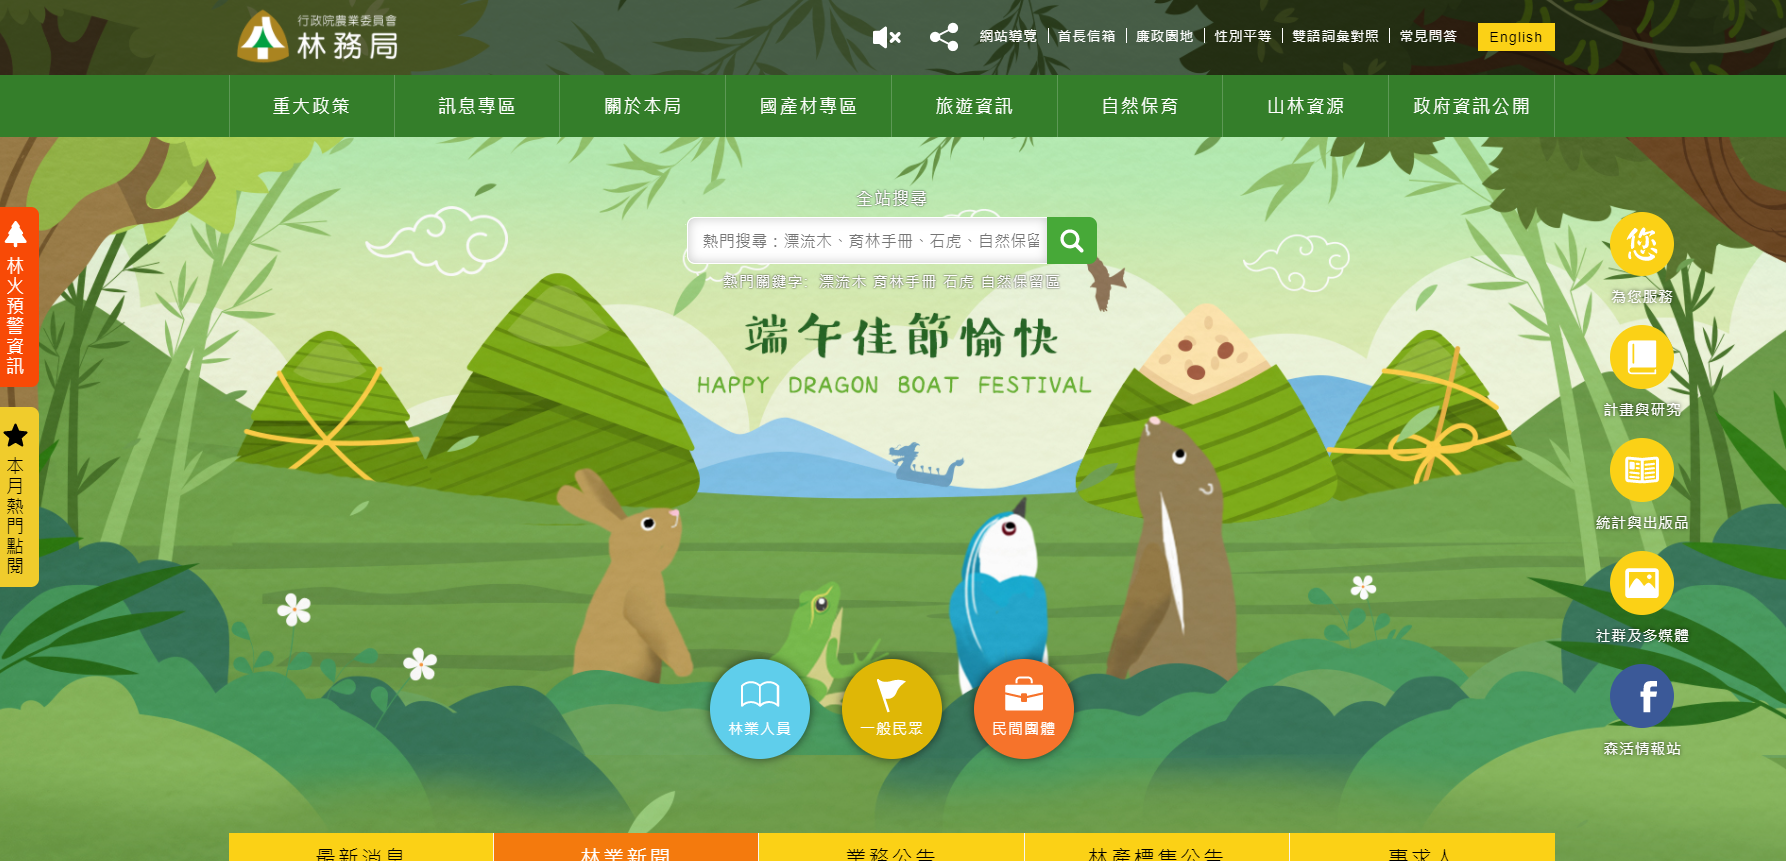 行政院農業委員會
林務局
網站導覽 首長信箱 廉政園地 性別平等 雙語詞彙對照 常見問答 English
重大政策 訊息專區 關於本局 國產材專區 旅遊資訊 自然保育 山林資源 政府資訊公開
全站搜尋
熱門搜尋：漂流木、育林手冊、石虎、自然保留
熱門關鍵字: 漂流木 育林手冊 石虎 自然保留區
端午佳節愉快
HAPPY DRAGON BOAT FESTIVAL
林火預警資訊
本月熱門點閱
為您服務
計畫與研究
統計與出版品
社群及多媒體
森活情報站
您
f
林業人員 一般民眾 民間團體
最新消息 林業新聞 業務公告 林產標售公告 事求人